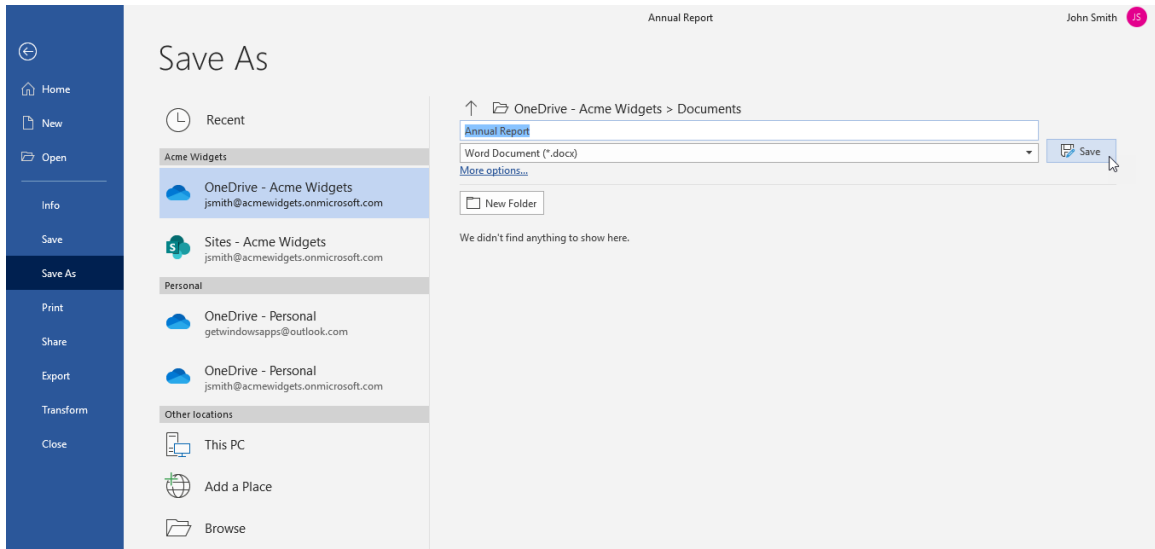 Annual Report
John Smith
JS
Save As
Home
New
Open
Info
Save
Save As
Print
Share
Export
Transform
Close
Recent
Acme Widgets
OneDrive - Acme Widgets
jsmith@acmewidgets.onmicrosoft.com
S
Sites - Acme Widgets
jsmith@acmewidgets.onmicrosoft.com
Personal
OneDrive - Personal
getwindowsapps@outlook.com
OneDrive - Personal
jsmith@acmewidgets.onmicrosoft.com
Other locations
This PC
Add a Place
Browse
OneDrive - Acme Widgets > Documents
Annual Report
Word Document (*.docx)
Save
More options...
New Folder
We didn't find anything to show here.